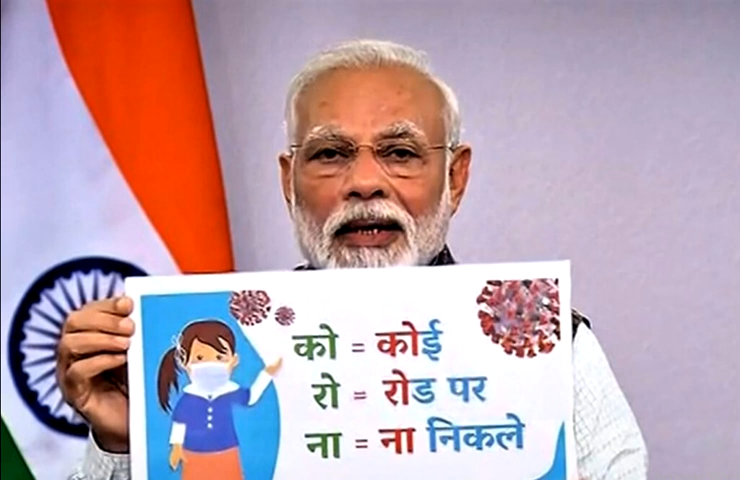 को = कोई
रो = रोड पर
ना = ना निकले